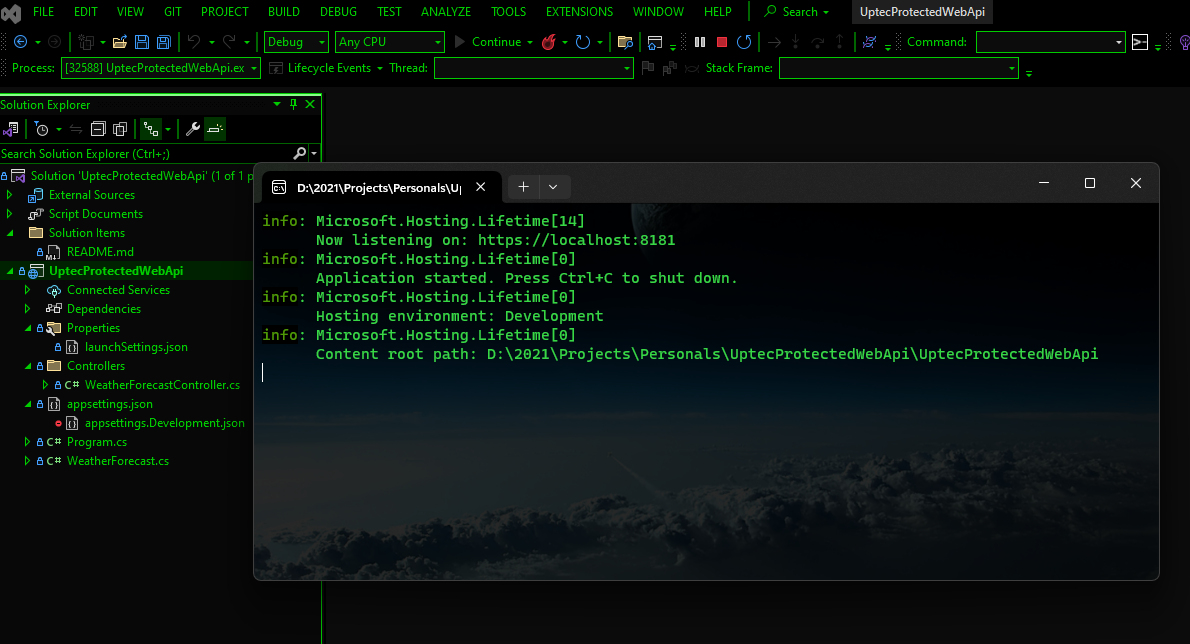 FILE EDIT VIEW GIT PROJECT BUILD DEBUG TEST ANALYZE TOOLS EXTENSIONS WINDOW HELP Search UptecProtectedWebApi
Debug Any CPU Continue Command:
Process: [32588] UptecProtectedWebApi.ex Lifecycle Events Thread: Stack Frame:
Solution Explorer
Search Solution Explorer (Ctrl+;)
Solution 'UptecProtectedWebApi' (1 of 1 p
External Sources
Script Documents
Solution Items
README.md
UptecProtectedWebApi
Connected Services
Dependencies
Properties
launchSettings.json
Controllers
C# WeatherForecastController.cs
appsettings.json
appsettings.Development.json
C# Program.cs
C# WeatherForecast.cs
D:\2021\Projects\Personals\Up
info: Microsoft.Hosting.Lifetime[14]
Now listening on: https://localhost:8181
info: Microsoft.Hosting.Lifetime[0]
Application started. Press Ctrl+C to shut down.
info: Microsoft.Hosting.Lifetime[0]
Hosting environment: Development
info: Microsoft.Hosting.Lifetime[0]
Content root path: D:\2021\Projects\Personals\UptecProtectedWebApi\UptecProtectedWebApi